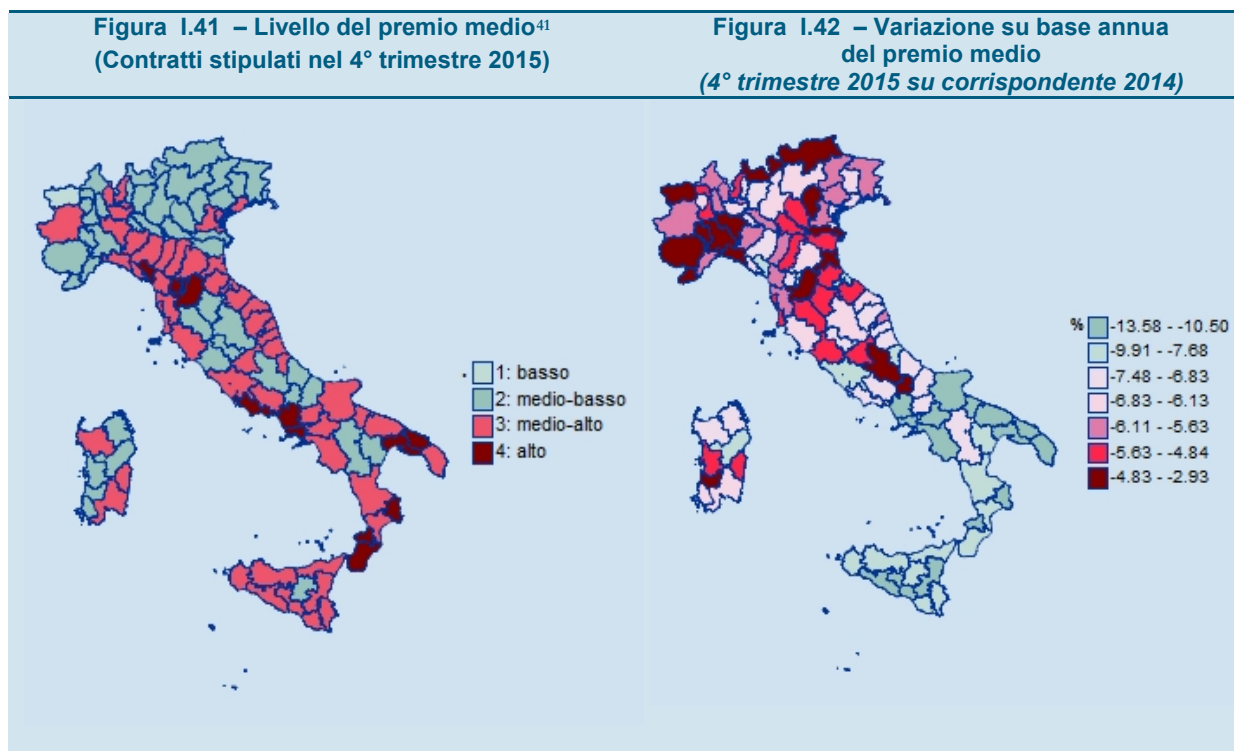 Figura I.41 – Livello del premio medio41
(Contratti stipulati nel 4° trimestre 2015)
Figura I.42 – Variazione su base annua
del premio medio
(4° trimestre 2015 su corrispondente 2014)
1: basso
2: medio-basso
3: medio-alto
4: alto
% -13.58 - -10.50
-9.91 - -7.68
-7.48 - -6.83
-6.83 - -6.13
-6.11 - -5.63
-5.63 - -4.84
-4.83 - -2.93